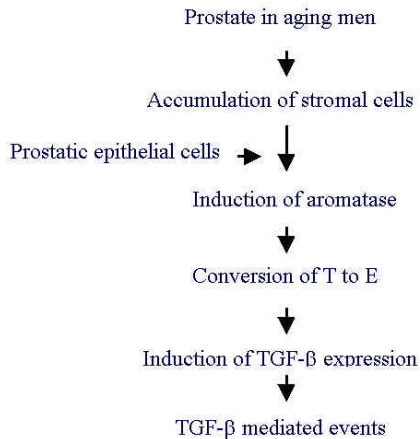 Prostate in aging men
Accumulation of stromal cells
Prostatic epithelial cells
Induction of aromatase
Conversion of T to E
Induction of TGF-β expression
TGF-β mediated events